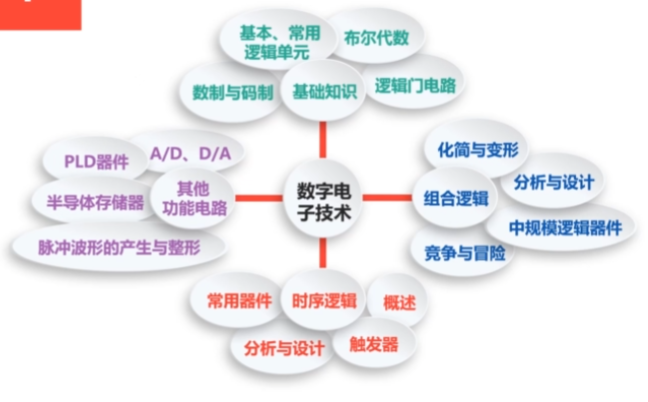 基本、常用
逻辑单元
布尔代数
数制与码制
基础知识
逻辑门电路
PLD器件
A/D、D/A
半导体存储器
其他
功能电路
脉冲波形的产生与整形
数字电
子技术
化简与变形
组合逻辑
分析与设计
中规模逻辑器件
竞争与冒险
常用器件
时序逻辑
概述
分析与设计
触发器